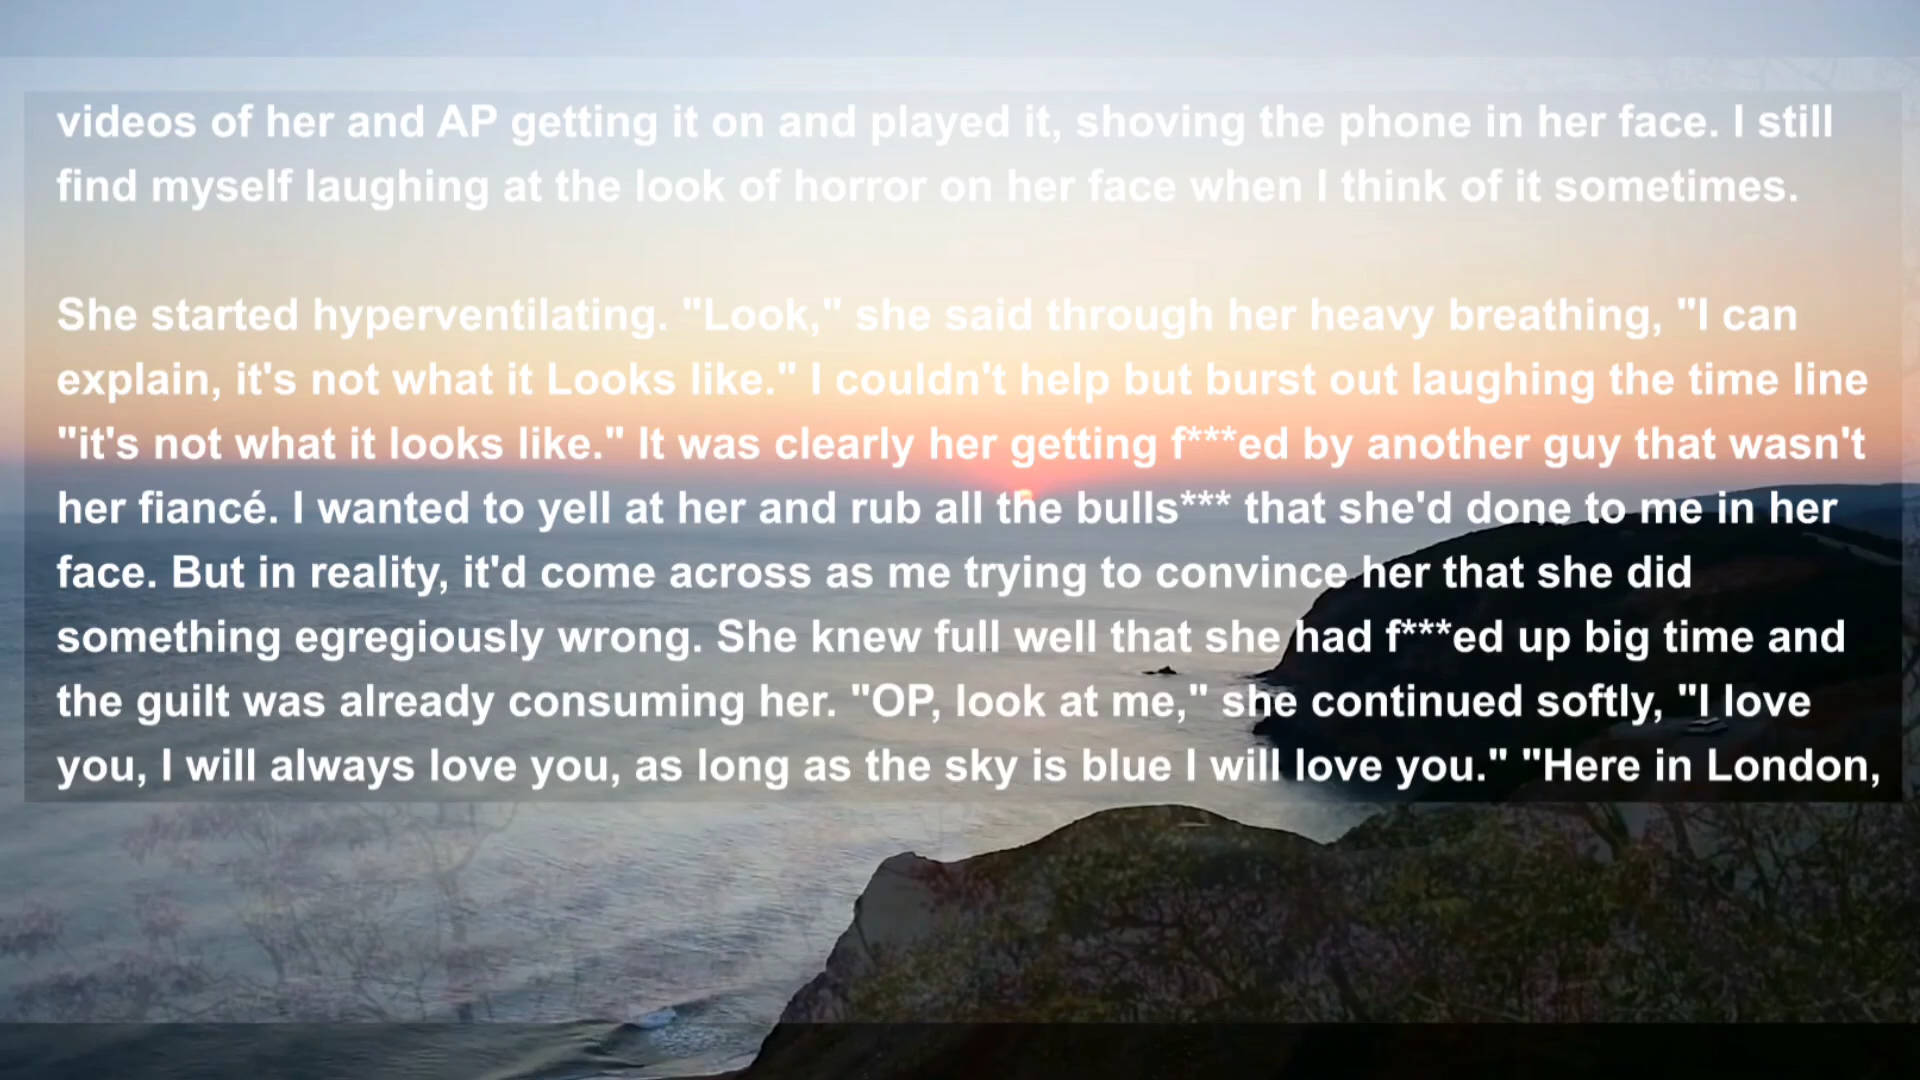 videos of her and AP getting it on and played it, shoving the phone in her face. I still
find myself laughing at the look of horror on her face when I think of it sometimes.
She started hyperventilating. "Look," she said through her heavy breathing, "I can
explain, it's not what it Looks like." I couldn't help but burst out laughing the time line
"it's not what it looks like." It was clearly her getting f***ed by another guy that wasn't
her fiancé. I wanted to yell at her and rub all the bulls*** that she'd done to me in her
face. But in reality, it'd come across as me trying to convince her that she did
something egregiously wrong. She knew full well that she had f***ed up big time and
the guilt was already consuming her. "OP, look at me," she continued softly, "I love
you, I will always love you, as long as the sky is blue I will love you." "Here in London,